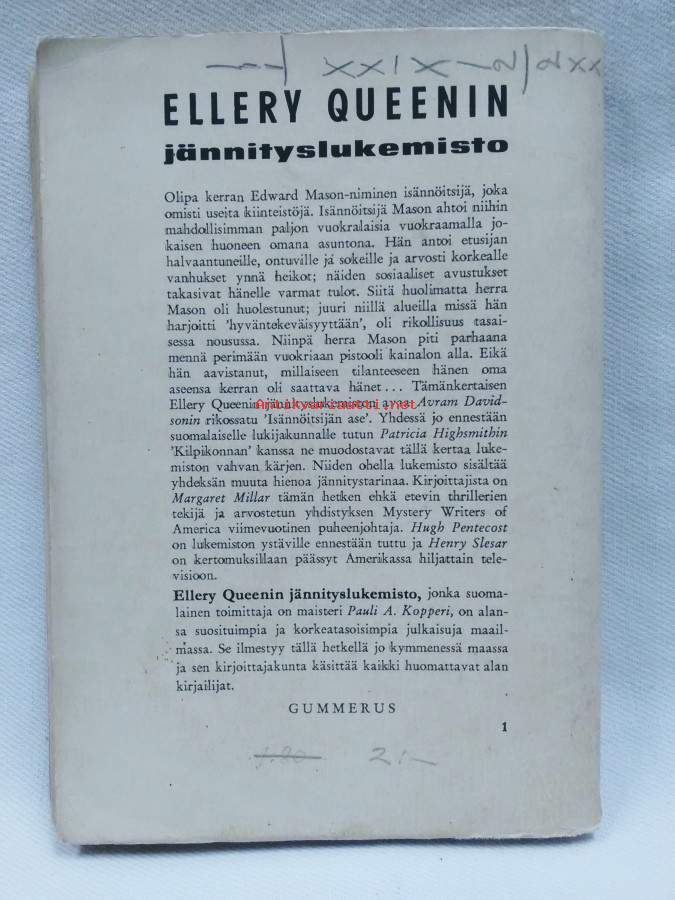 XXIX
ELLERY QUEENIN
jännityslukemisto
Olipa kerran Edward Mason-niminen isännöitsijä, joka
omisti useita kiinteistöjä. Isännöitsijä Mason ahtoi niihin
mahdollisimman paljon vuokralaisia vuokraamalla jo-
kaisen huoneen omana asuntona. Hän antoi etusijan
halvaantuneille, ontuville ja sokeille ja arvosti korkealle
vanhukset ynnä heikot; näiden sosiaaliset avustukset
takasivat hänelle varmat tulot. Siitä huolimatta herra
Mason oli huolestunut; juuri niillä alueilla missä hän
harjoitti 'hyväntekeväisyyttään', oli rikollisuus tasai-
sessa nousussa. Niinpä herra Mason piti parhaana
mennä perimään vuokriaan pistooli kainalon alla. Eikä
hän aavistanut, millaiseen tilanteeseen hänen oma
aseensa kerran oli saattava hänet... Tämänkertaisen
Ellery Queenin jännityslukemiston avaa Avram David-
sonin rikossatu 'Isännöitsijän ase'. Yhdessä jo ennestään
suomalaiselle lukijakunnalle tutun Patricia Highsmithin
'Kilpikonnan' kanssa ne muodostavat tällä kertaa luke-
miston vahvan kärjen. Niiden ohella lukemisto sisältää
yhdeksän muuta hienoa jännitystarinaa. Kirjoittajista on
Margaret Millar tämän hetken ehkä etevin thrillerien
tekijä ja arvostetun yhdistyksen Mystery Writers of
America viimevuotinen puheenjohtaja. Hugh Pentecost
on lukemiston ystäville ennestään tuttu ja Henry Slesar
on kertomuksillaan päässyt Amerikassa hiljattain tele-
visioon.
Ellery Queenin jännityslukemisto, jonka suoma-
lainen toimittaja on maisteri Pauli A. Kopperi, on alan-
sa suosituimpia ja korkeatasoisimpia julkaisuja maail-
massa. Se ilmestyy tällä hetkellä jo kymmenessä maassa
ja sen kirjoittajakunta käsittää kaikki huomattavat alan
kirjailijat.
GUMMERUS
1
1.80 2:-
Antikvariaatti.net